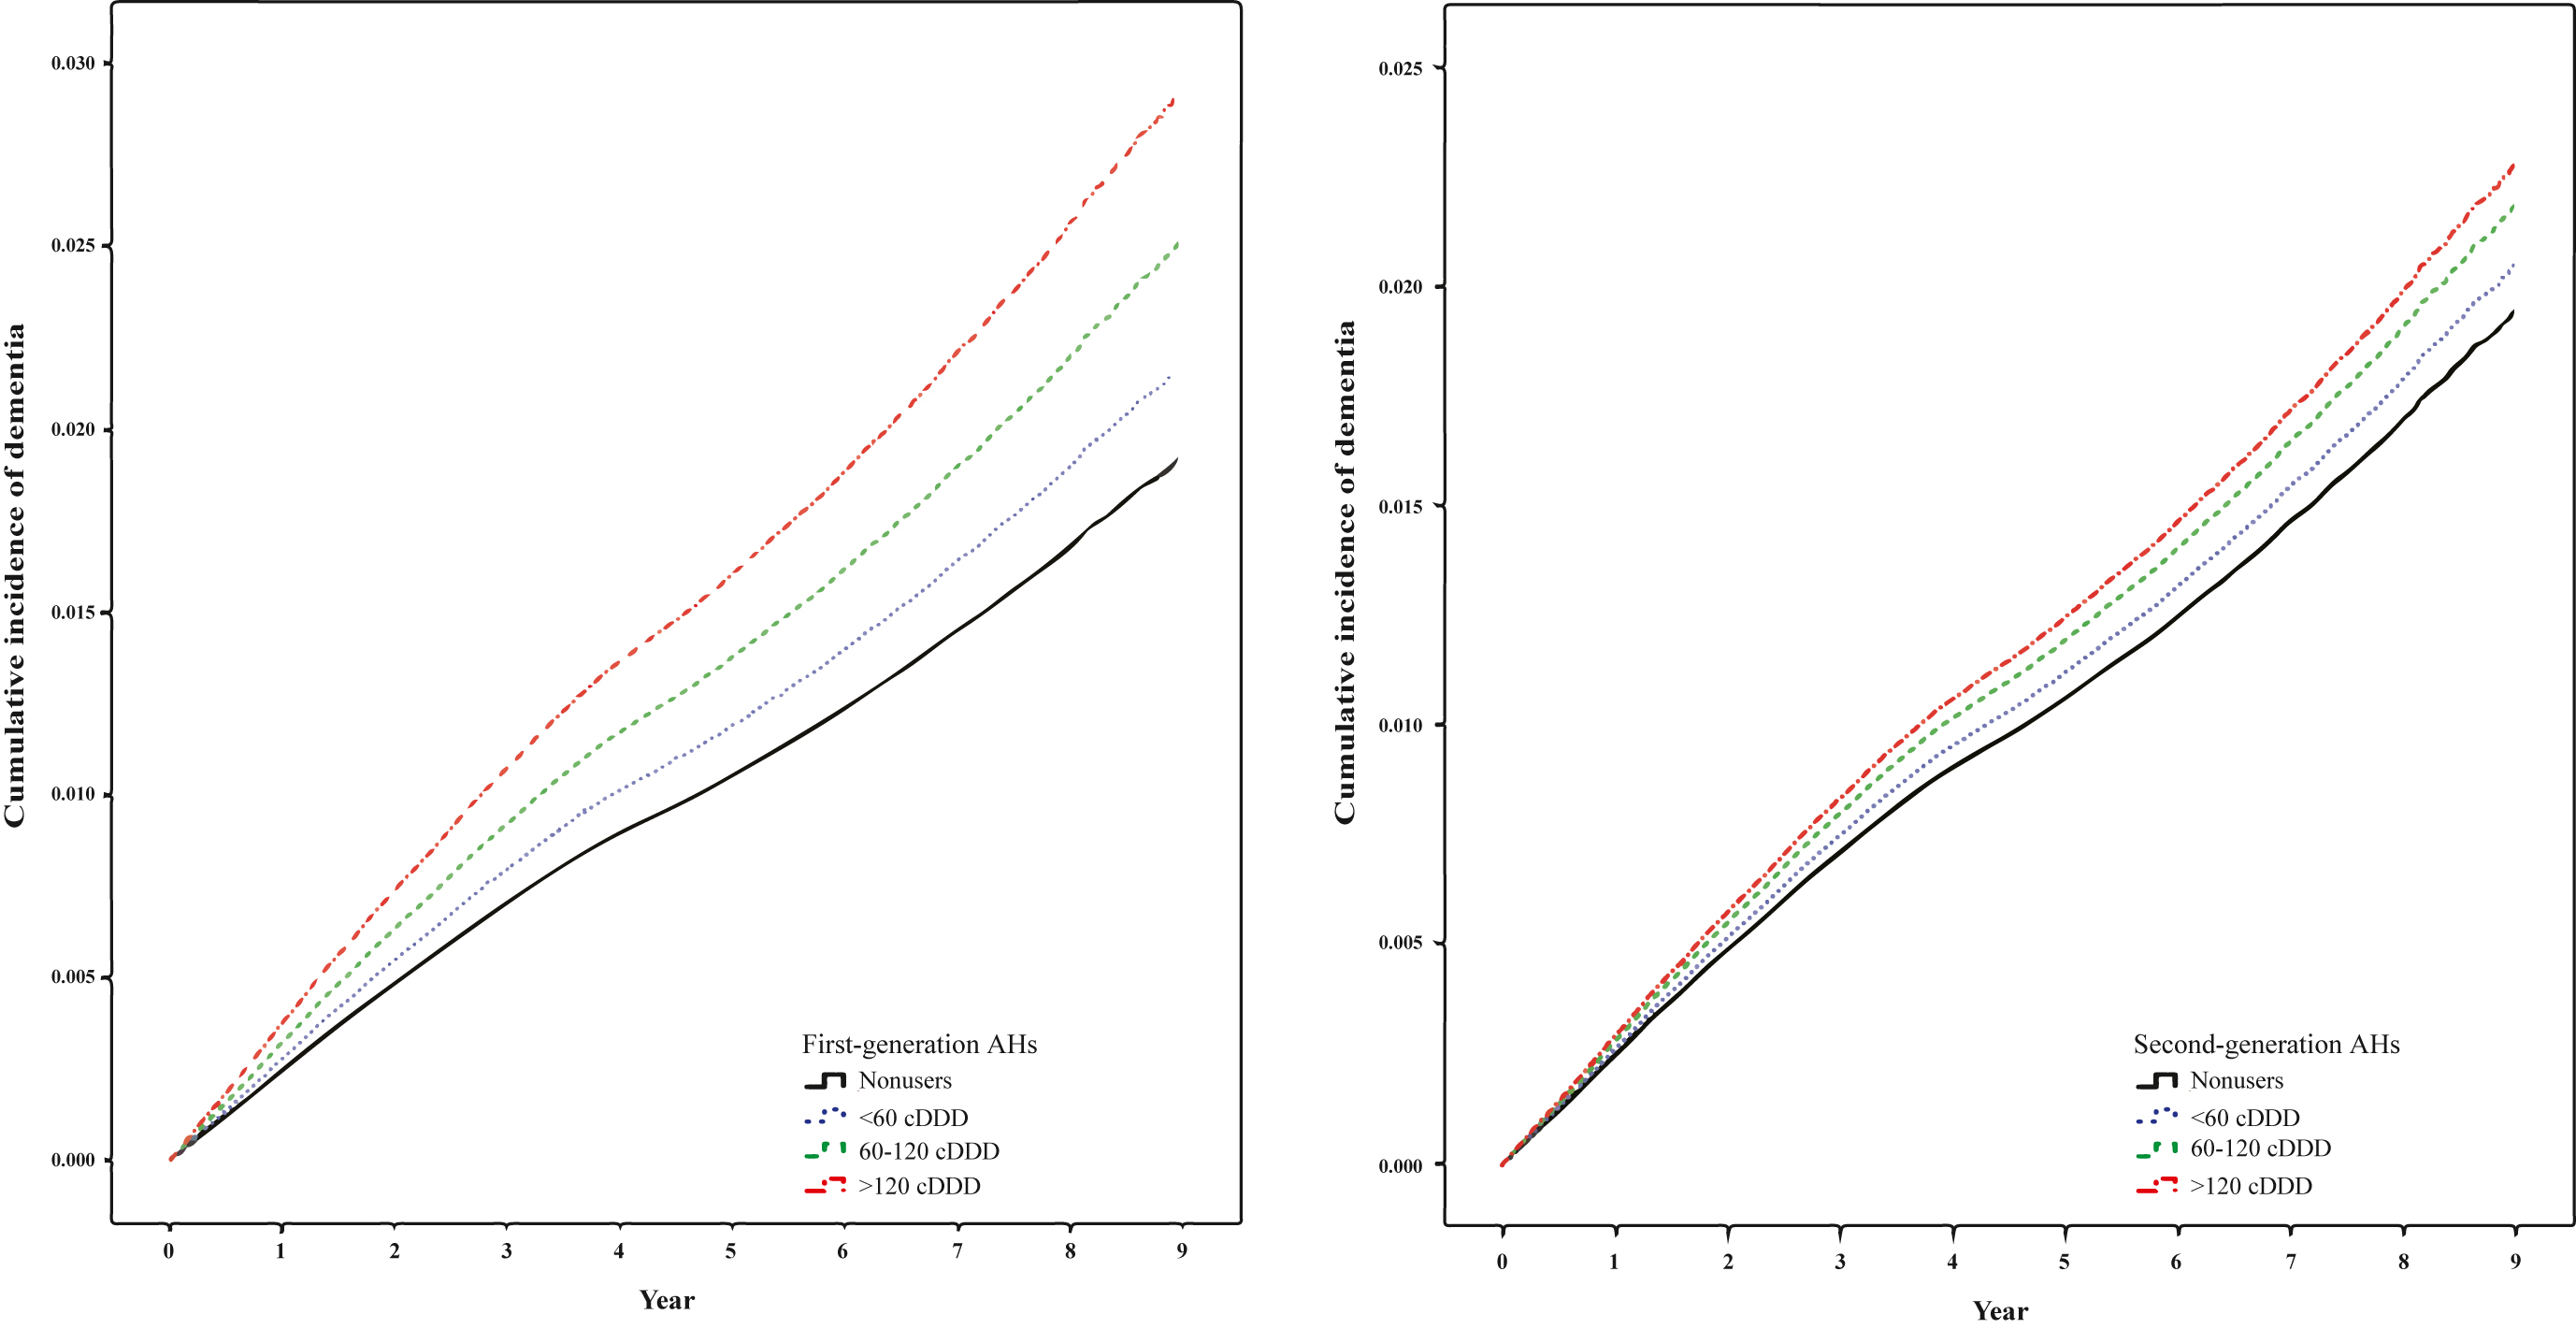 0.030
0.025
0.020
0.015
0.010
0.005
0.000
Cumulative incidence of dementia
First-generation AHs
Nonusers
<60 cDDD
60-120 cDDD
>120 cDDD
0 1 2 3 4 5 6 7 8 9
Year
0.025
0.020
0.015
0.010
0.005
0.000
Cumulative incidence of dementia
Second-generation AHs
Nonusers
<60 cDDD
60-120 cDDD
>120 cDDD
0 1 2 3 4 5 6 7 8 9
Year